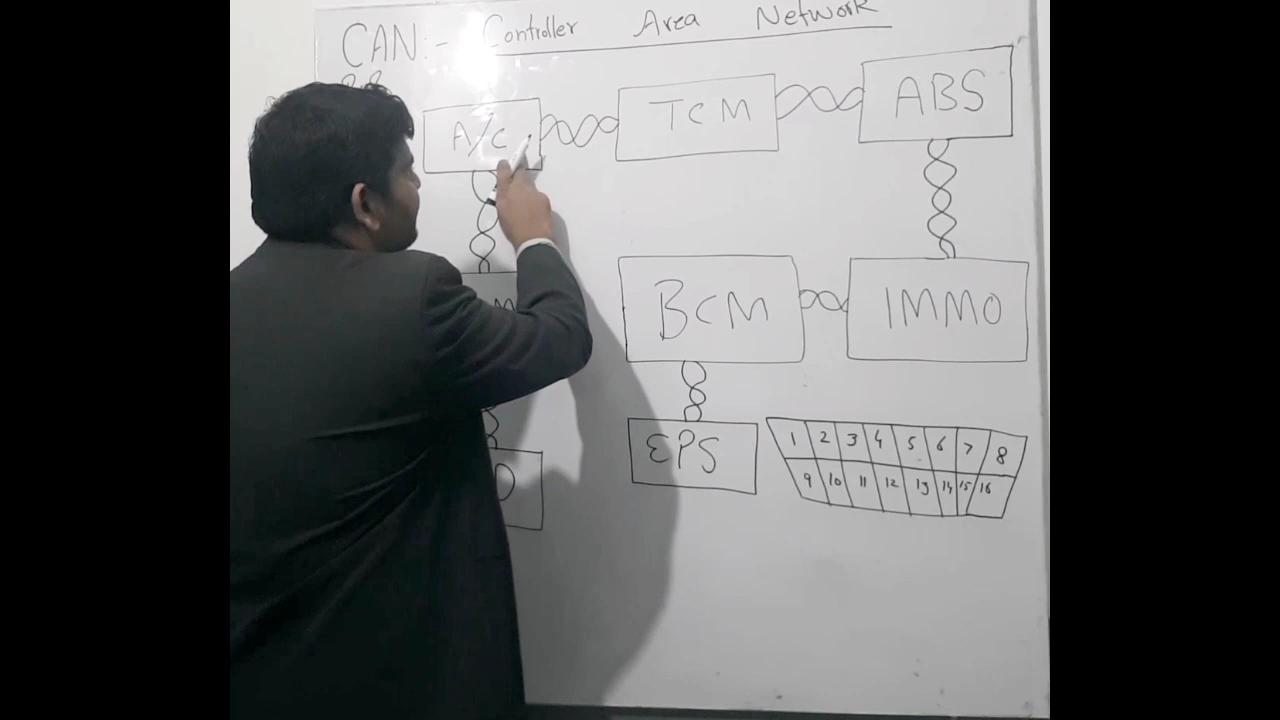 CAN:- Controller Area Network
A/C TCM ABS
BCM IMMO
EPS
1 2 3 4 5 6 7 8
9 10 11 12 13 14 15 16